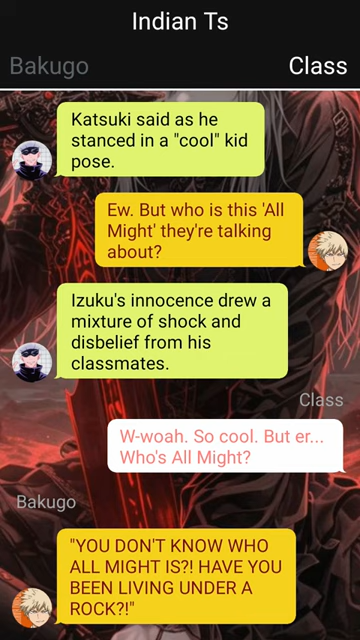 Indian Ts
Bakugo Class
Katsuki said as he
stanced in a "cool" kid
pose.
Ew. But who is this 'All
Might' they're talking
about?
Izuku's innocence drew a
mixture of shock and
disbelief from his
classmates.
Class
W-woah. So cool. But er...
Who's All Might?
Bakugo
"YOU DON'T KNOW WHO
ALL MIGHT IS?! HAVE YOU
BEEN LIVING UNDER A
ROCK?!"